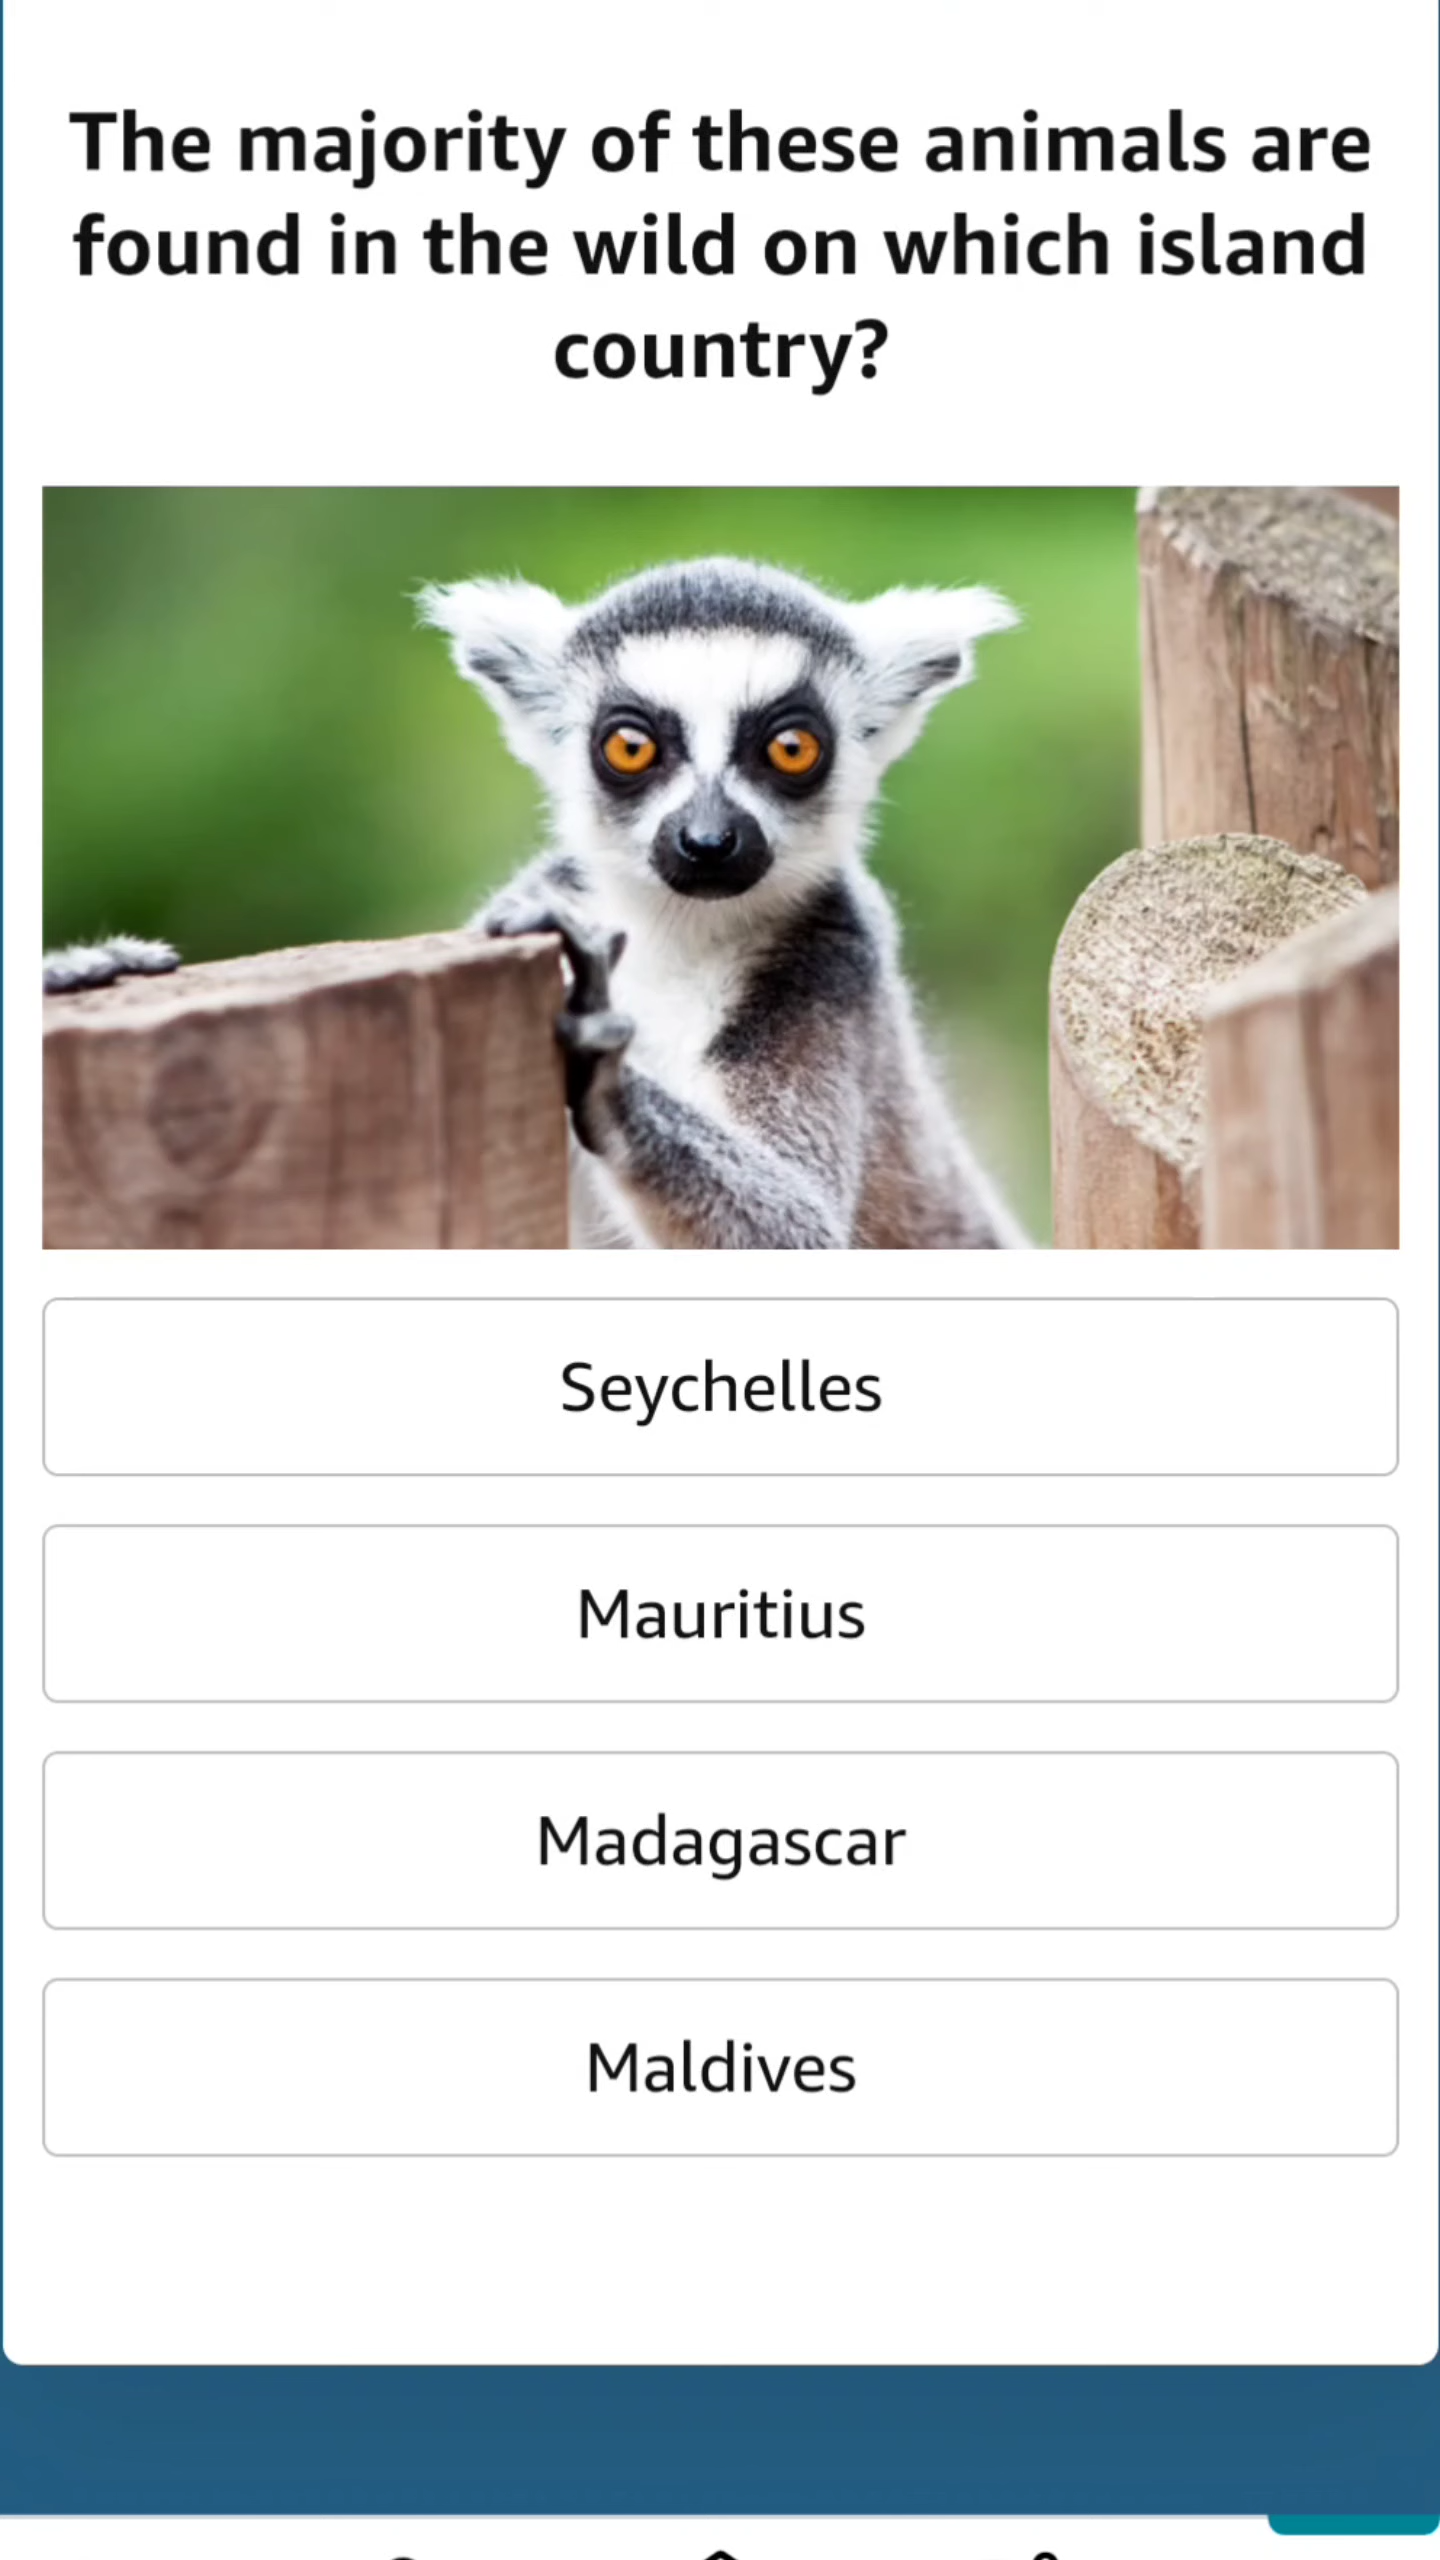 The majority of these animals are
found in the wild on which island
country?
Seychelles
Mauritius
Madagascar
Maldives